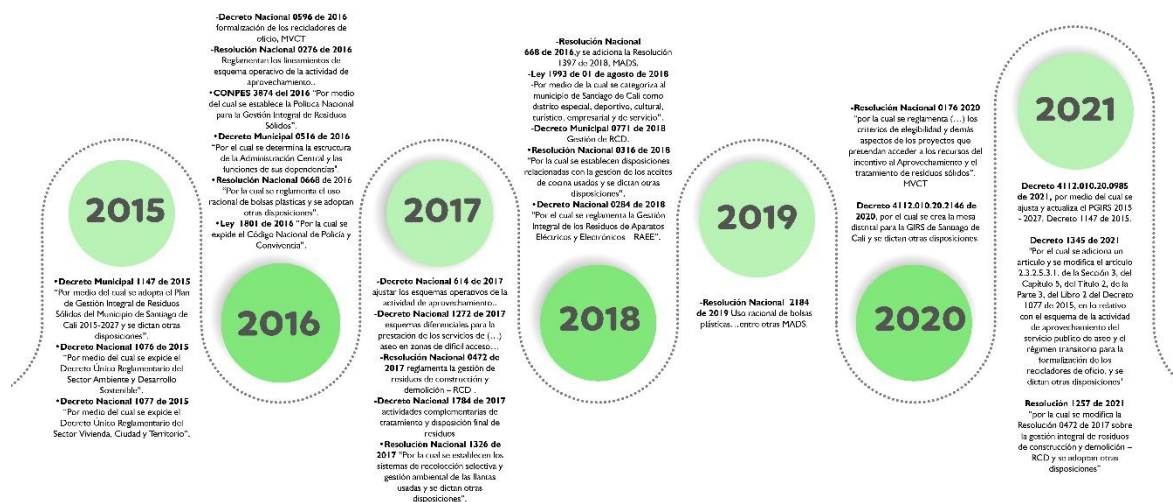 2015
•Decreto Municipal 1147 de 2015
"Por medio del cual se adopta el Plan
de Gestión Integral de Residuos
Sólidos del Municipio de Santiago de
Cali 2015-2027 y se dictan otras
disposiciones".
•Decreto Nacional 1076 de 2015
"Por medio del cual se expide el
Decreto Único Reglamentario del
Sector Ambiente y Desarrollo
Sostenible".
•Decreto Nacional 1077 de 2015
"Por medio del cual se expide el
Decreto Único Reglamentario del
Sector Vivienda, Ciudad y Territorio".
-Decreto Nacional 0596 de 2016
formalización de los recicladores de
oficio, MVCT
-Resolución Nacional 0276 de 2016
Reglamentan los lineamientos de
esquema operativo de la actividad de
aprovechamiento..
•CONPES 3874 del 2016 "Por medio
del cual se establece la Política Nacional
para la Gestión Integral de Residuos
Sólidos".
•Decreto Municipal 0516 de 2016
"Por el cual se determina la estructura
de la Administración Central y las
funciones de sus dependencias".
•Resolución Nacional 0668 de 2016
"Por la cual se reglamenta el uso
racional de bolsas plásticas y se adoptan
otras disposiciones".
•Ley 1801 de 2016 "Por la cual se
expide el Código Nacional de Policía y
Convivencia".
2016
2017
-Decreto Nacional 614 de 2017
ajustar los esquemas operativos de la
actividad de aprovechamiento..
-Decreto Nacional 1272 de 2017
esquemas diferenciales para la
prestación de los servicios de (...)
aseo en zonas de difícil acceso...
-Resolución Nacional 0472 de
2017 reglamenta la gestión de
residuos de construcción y
demolición – RCD .
-Decreto Nacional 1784 de 2017
actividades complementarias de
tratamiento y disposición final de
residuos
•Resolución Nacional 1326 de
2017 "Por la cual se establecen los
sistemas de recolección selectiva y
gestión ambiental de las llantas
usadas y se dictan otras
disposiciones".
-Resolución Nacional
668 de 2016,y se adiciona la Resolución
1397 de 2018, MADS.
-Ley 1993 de 01 de agosto de 2018
-Por medio de la cual se categoriza al
municipio de Santiago de Cali como
distrito especial, deportivo, cultural,
turístico, empresarial y de servicio".
-Decreto Municipal 0771 de 2018
Gestión de RCD.
-Resolución Nacional 0316 de 2018
"Por la cual se establecen disposiciones
relacionadas con la gestión de los aceites
de cocina usados y se dictan otras
disposiciones".
-Decreto Nacional 0284 de 2018
"Por el cual se reglamenta la Gestión
Integral de los Residuos de Aparatos
Eléctricos y Electrónicos RAEE".
2018
2019
-Resolución Nacional 2184
de 2019 Uso racional de bolsas
plásticas...entre otras MADS.
-Resolución Nacional 0176 2020
"por la cual se reglamenta (...) los
criterios de elegibilidad y demás
aspectos de los proyectos que
pretendan acceder a los recursos del
incentivo al Aprovechamiento y el
tratamiento de residuos sólidos".
MVCT
Decreto 4112.010.20.2146 de
2020, por el cual se crea la mesa
distrital para la GIRS de Santiago de
Cali y se dictan otras disposiciones
2020
2021
Decreto 4112.010.20.0985
de 2021, por medio del cual se
ajusta y actualiza el PGIRS 2015
- 2027. Decreto 1147 de 2015.
Decreto 1345 de 2021
"Por el cual se adiciona un
artículo y se modifica el artículo
2.3.2.5.3.1. de la Sección 3, del
Capítulo 5, del Título 2, de la
Parte 3, del Libro 2 del Decreto
1077 de 2015, en lo relativo
con el esquema de la actividad
de aprovechamiento del
servicio público de aseo y el
régimen transitorio para la
formalización de los
recicladores de oficio, y se
dictan otras disposiciones"
Resolución 1257 de 2021
"por la cual se modifica la
Resolución 0472 de 2017 sobre
la gestión integral de residuos
de construcción y demolición –
RCD y se adoptan otras
disposiciones"